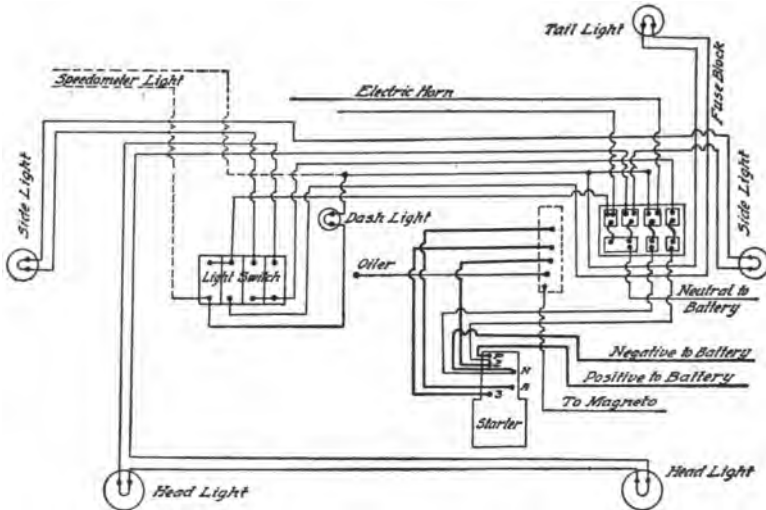 Tail Light
Fuse Block
Speedometer Light
Electric Horn
Side Light
Side Light
Dash Light
Light Switch
Oiler
Neutral to
Battery
Negative to Battery
Positive to Battery
N
A
3
To Magneto
Starter
Head Light
Head Light